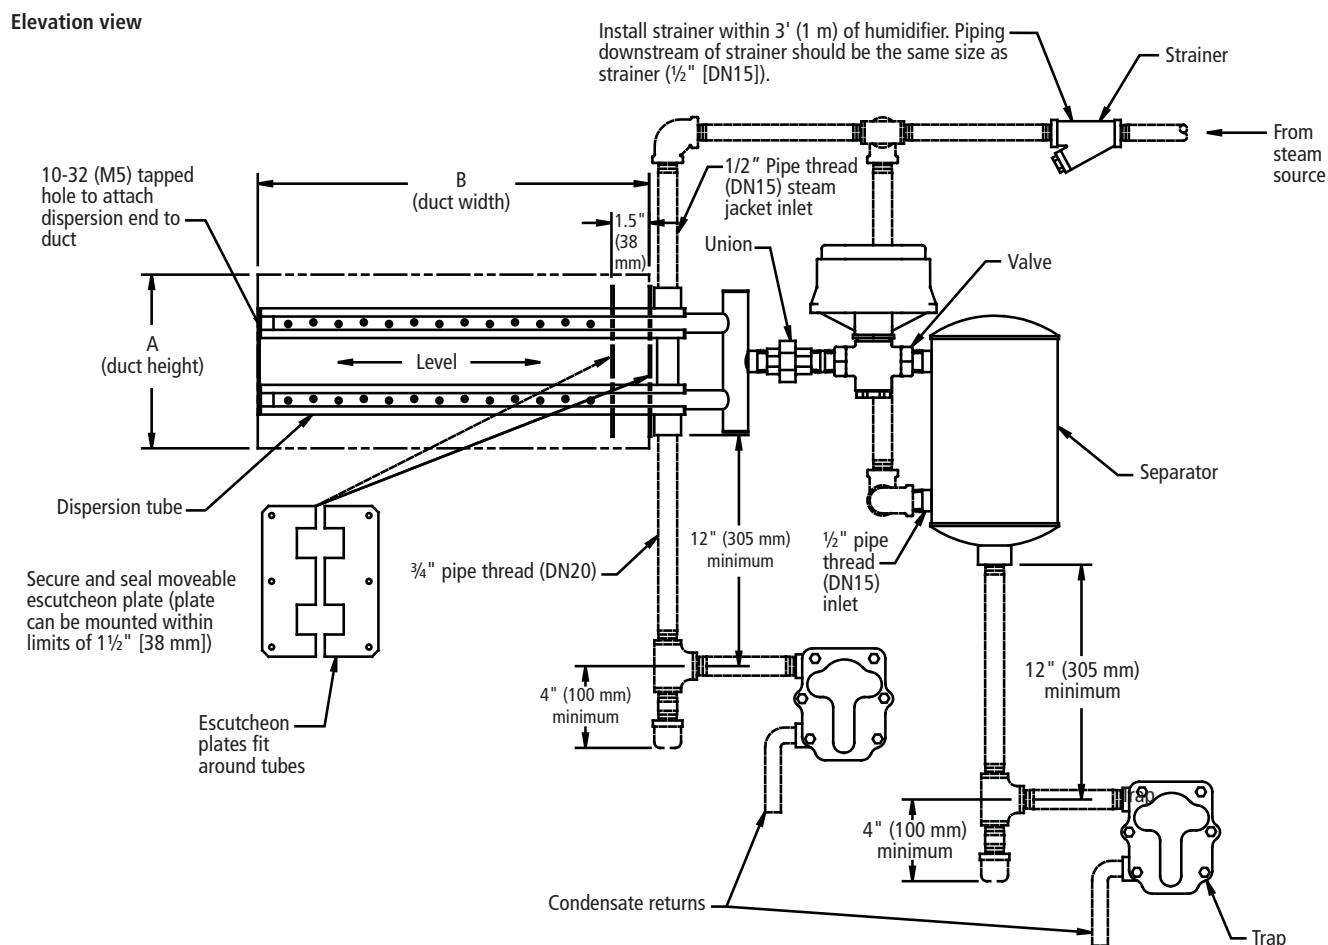 Elevation view
Install strainer within 3' (1 m) of humidifier. Piping
downstream of strainer should be the same size as
strainer (½" [DN15]).
Strainer
From
steam
source
10-32 (M5) tapped
hole to attach
dispersion end to
duct
B
(duct width)
1/2” Pipe thread
(DN15) steam
jacket inlet
1.5"
(38
mm)
Union
Valve
A
(duct height)
Level
Dispersion tube
Separator
12" (305 mm)
minimum
½" pipe
thread
(DN15)
inlet
¾" pipe thread (DN20)
Secure and seal moveable
escutcheon plate (plate
can be mounted within
limits of 1½" [38 mm])
12" (305 mm)
minimum
4" (100 mm)
minimum
Escutcheon
plates fit
around tubes
Trap
4" (100 mm)
minimum
Condensate returns
Trap